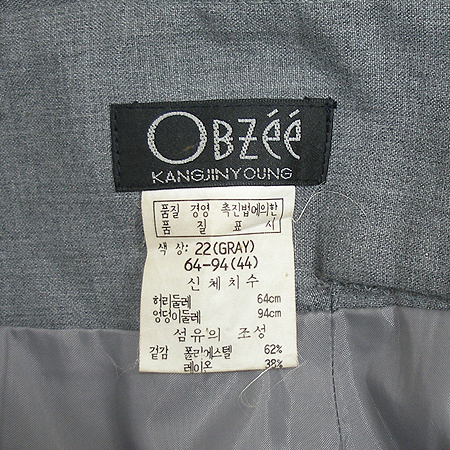 OBZÉÉ
KANGJINYOUNG
품질 경영 촉진법에의한
품 질 표 시
색 상: 22(GRAY)
64-94(44)
신 체 치 수
허리둘레 64cm
엉덩이둘레 94cm
섬유의 조성
겉감 폴리에스텔 62%
레이온 38%